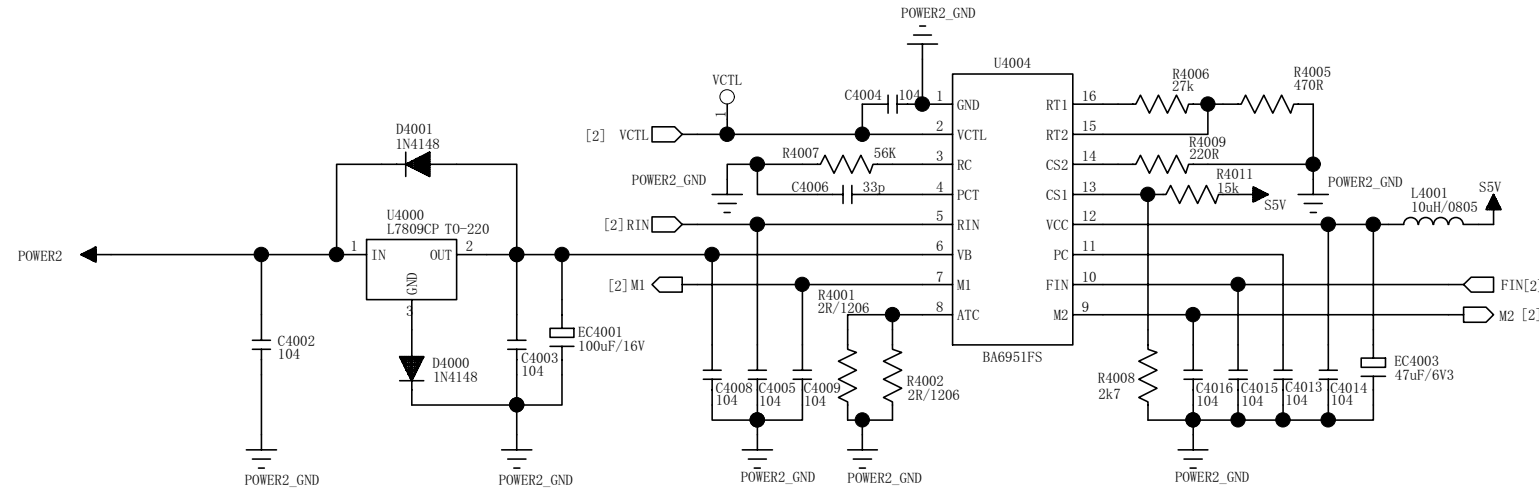 POWER2_GND
U4004
VCTL
C4004
104
1
GND
RT1
16
R4006
27k
R4005
470R
[2] VCTL
1
2
VCTL
RT2
15
D4001
1N4148
R4007
56K
3
RC
CS2
14
R4009
220R
POWER2_GND
C4006
33p
4
PCT
CS1
13
R4011
15k
S5V
POWER2_GND
L4001
10uH/0805
S5V
U4000
L7809CP TO-220
[2]RIN
5
RIN
VCC
12
POWER2
1
IN
OUT
2
GND
3
6
VB
PC
11
[2]M1
7
M1
FIN
10
FIN[2]
R4001
2R/1206
8
ATC
M2
9
M2 [2]
BA6951FS
C4002
104
D4000
1N4148
C4003
104
EC4001
100uF/16V
C4008
104
C4005
104
C4009
104
R4002
2R/1206
R4008
2k7
C4016
104
C4015
104
C4013
104
C4014
104
EC4003
47uF/6V3
POWER2_GND
POWER2_GND
POWER2_GND
POWER2_GND
POWER2_GND